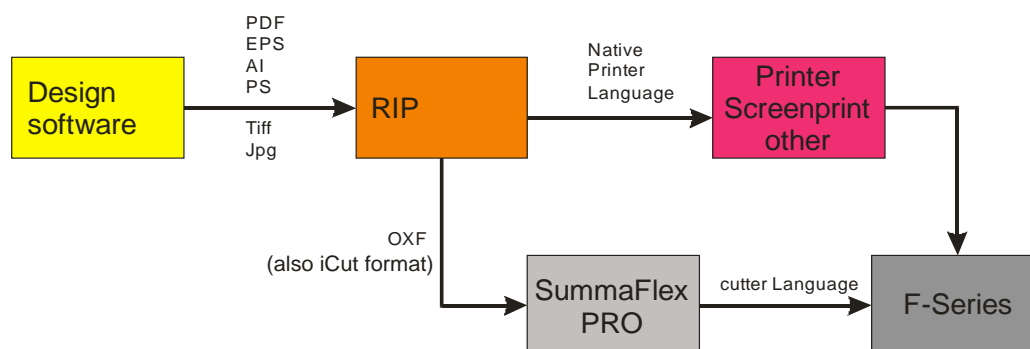 PDF
EPS
AI
PS
Tiff
Jpg
Design
software
RIP
Native
Printer
Language
Printer
Screenprint
other
OXF
(also iCut format)
SummaFlex
PRO
cutter Language
F-Series